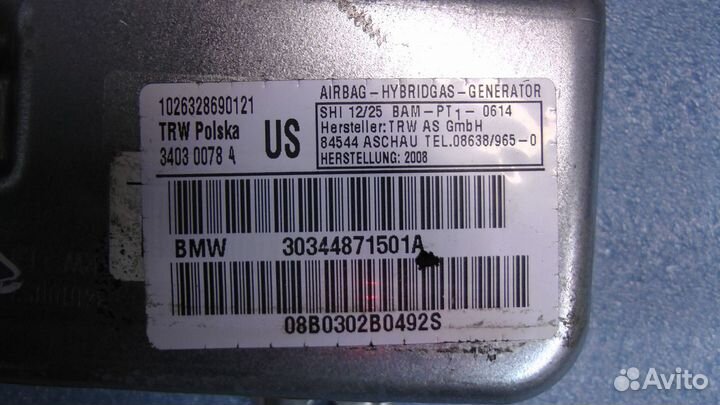 1026328690121
TRW Polska
3403 0078 A
US
AIRBAG-HYBRIDGAS-GENERATOR
SHI 12/25 BAM-PT1-0614
Hersteller:TRW AS GmbH
84544 ASCHAU TEL.08638/965-0
HERSTELLUNG: 2008
BMW 30344871501A
08B0302B0492S
Avito